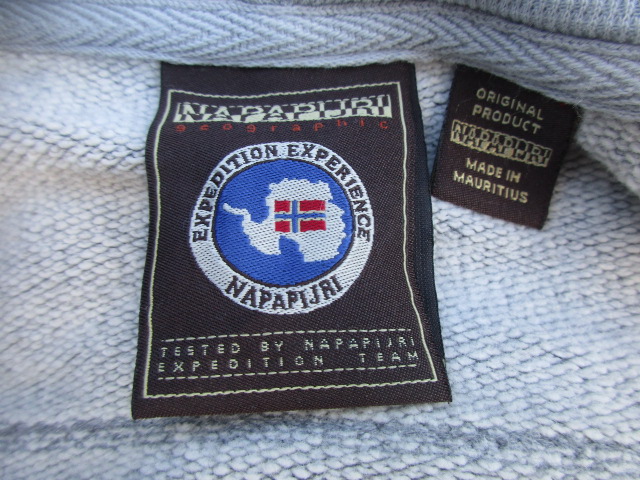 NAPAPIJRI
geographic
EXPEDITION EXPERIENCE
NAPAPIJRI
TESTED BY NAPAPIJRI
EXPEDITION TEAM
ORIGINAL
PRODUCT
NAPAPIJRI
MADE IN
MAURITIUS